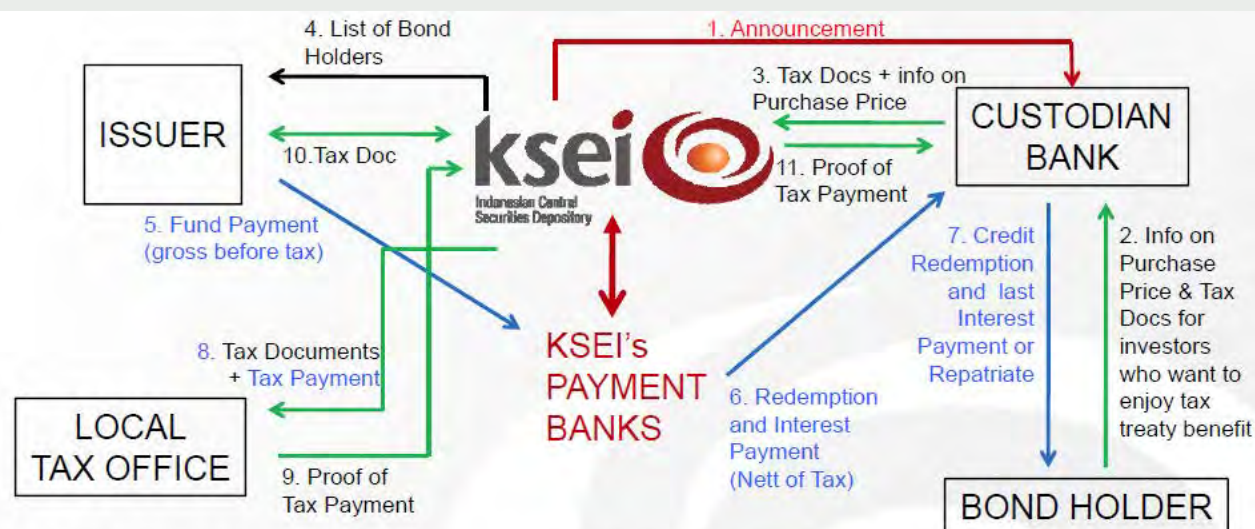 4. List of Bond
Holders
1. Announcement
3. Tax Docs + info on
Purchase Price
ISSUER
ksei
Indonesian Central
Securities Depository
CUSTODIAN
BANK
10.Tax Doc
11. Proof of
Tax Payment
5. Fund Payment
(gross before tax)
7. Credit
Redemption
and last
Interest
Payment or
Repatriate
2. Info on
Purchase
Price & Tax
Docs for
investors
who want to
enjoy tax
treaty benefit
KSEI's
PAYMENT
BANKS
8. Tax Documents
+ Tax Payment
6. Redemption
and Interest
Payment
(Nett of Tax)
LOCAL
TAX OFFICE
9. Proof of
Tax Payment
BOND HOLDER